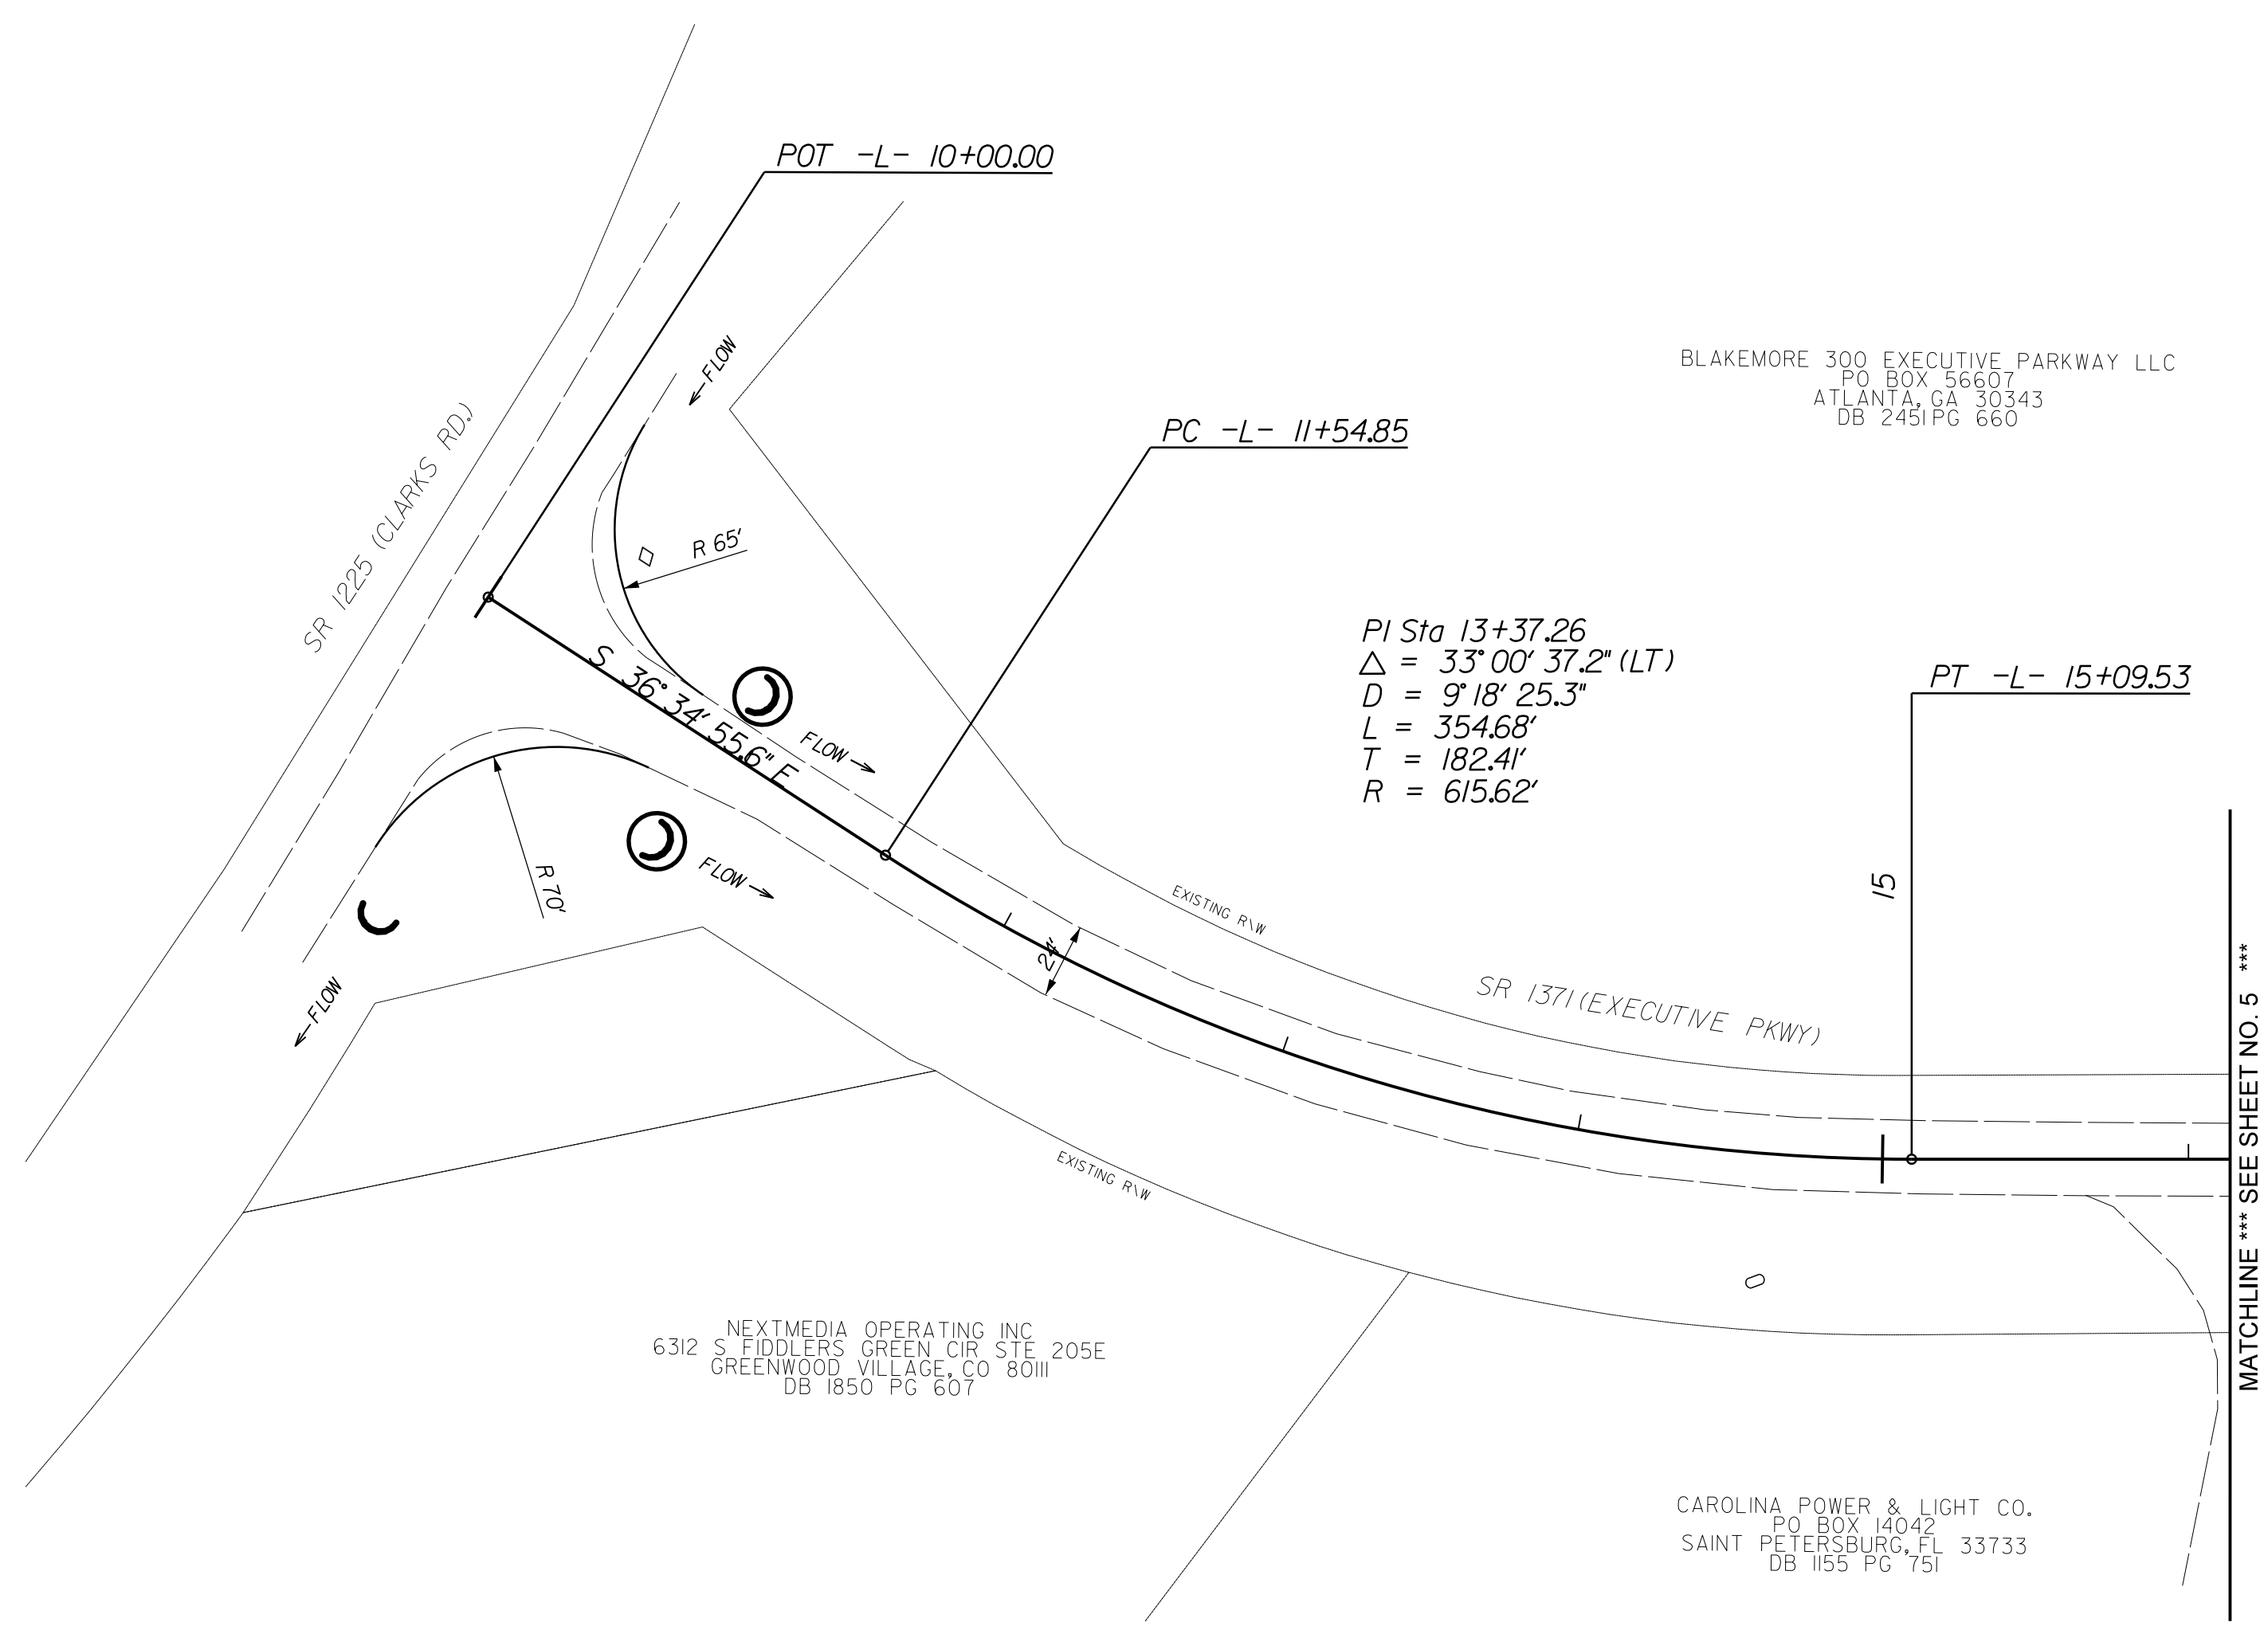 POT -L- 10+00.00
FLOW
BLAKEMORE 300 EXECUTIVE PARKWAY LLC
PO BOX 56607
ATLANTA, GA 30343
DB 2451 PG 660
SR 1225 (CLARKS RD.)
PC -L- 11+54.85
R 65'
PI Sta 13+37.26
△ = 33° 00' 37.2" (LT)
D = 9° 18' 25.3"
L = 354.68'
T = 182.41'
R = 615.62'
S 36° 34' 55.6" E
PT -L- 15+09.53
FLOW
R 70'
FLOW
15
EXISTING R\W
24'
FLOW
SR 1371 (EXECUTIVE PKWY)
MATCHLINE *** SEE SHEET NO. 5 ***
EXISTING R\W
NEXTMEDIA OPERATING INC
6312 S FIDDLERS GREEN CIR STE 205E
GREENWOOD VILLAGE, CO 80111
DB 1850 PG 607
CAROLINA POWER & LIGHT CO.
PO BOX 14042
SAINT PETERSBURG, FL 33733
DB 1155 PG 751